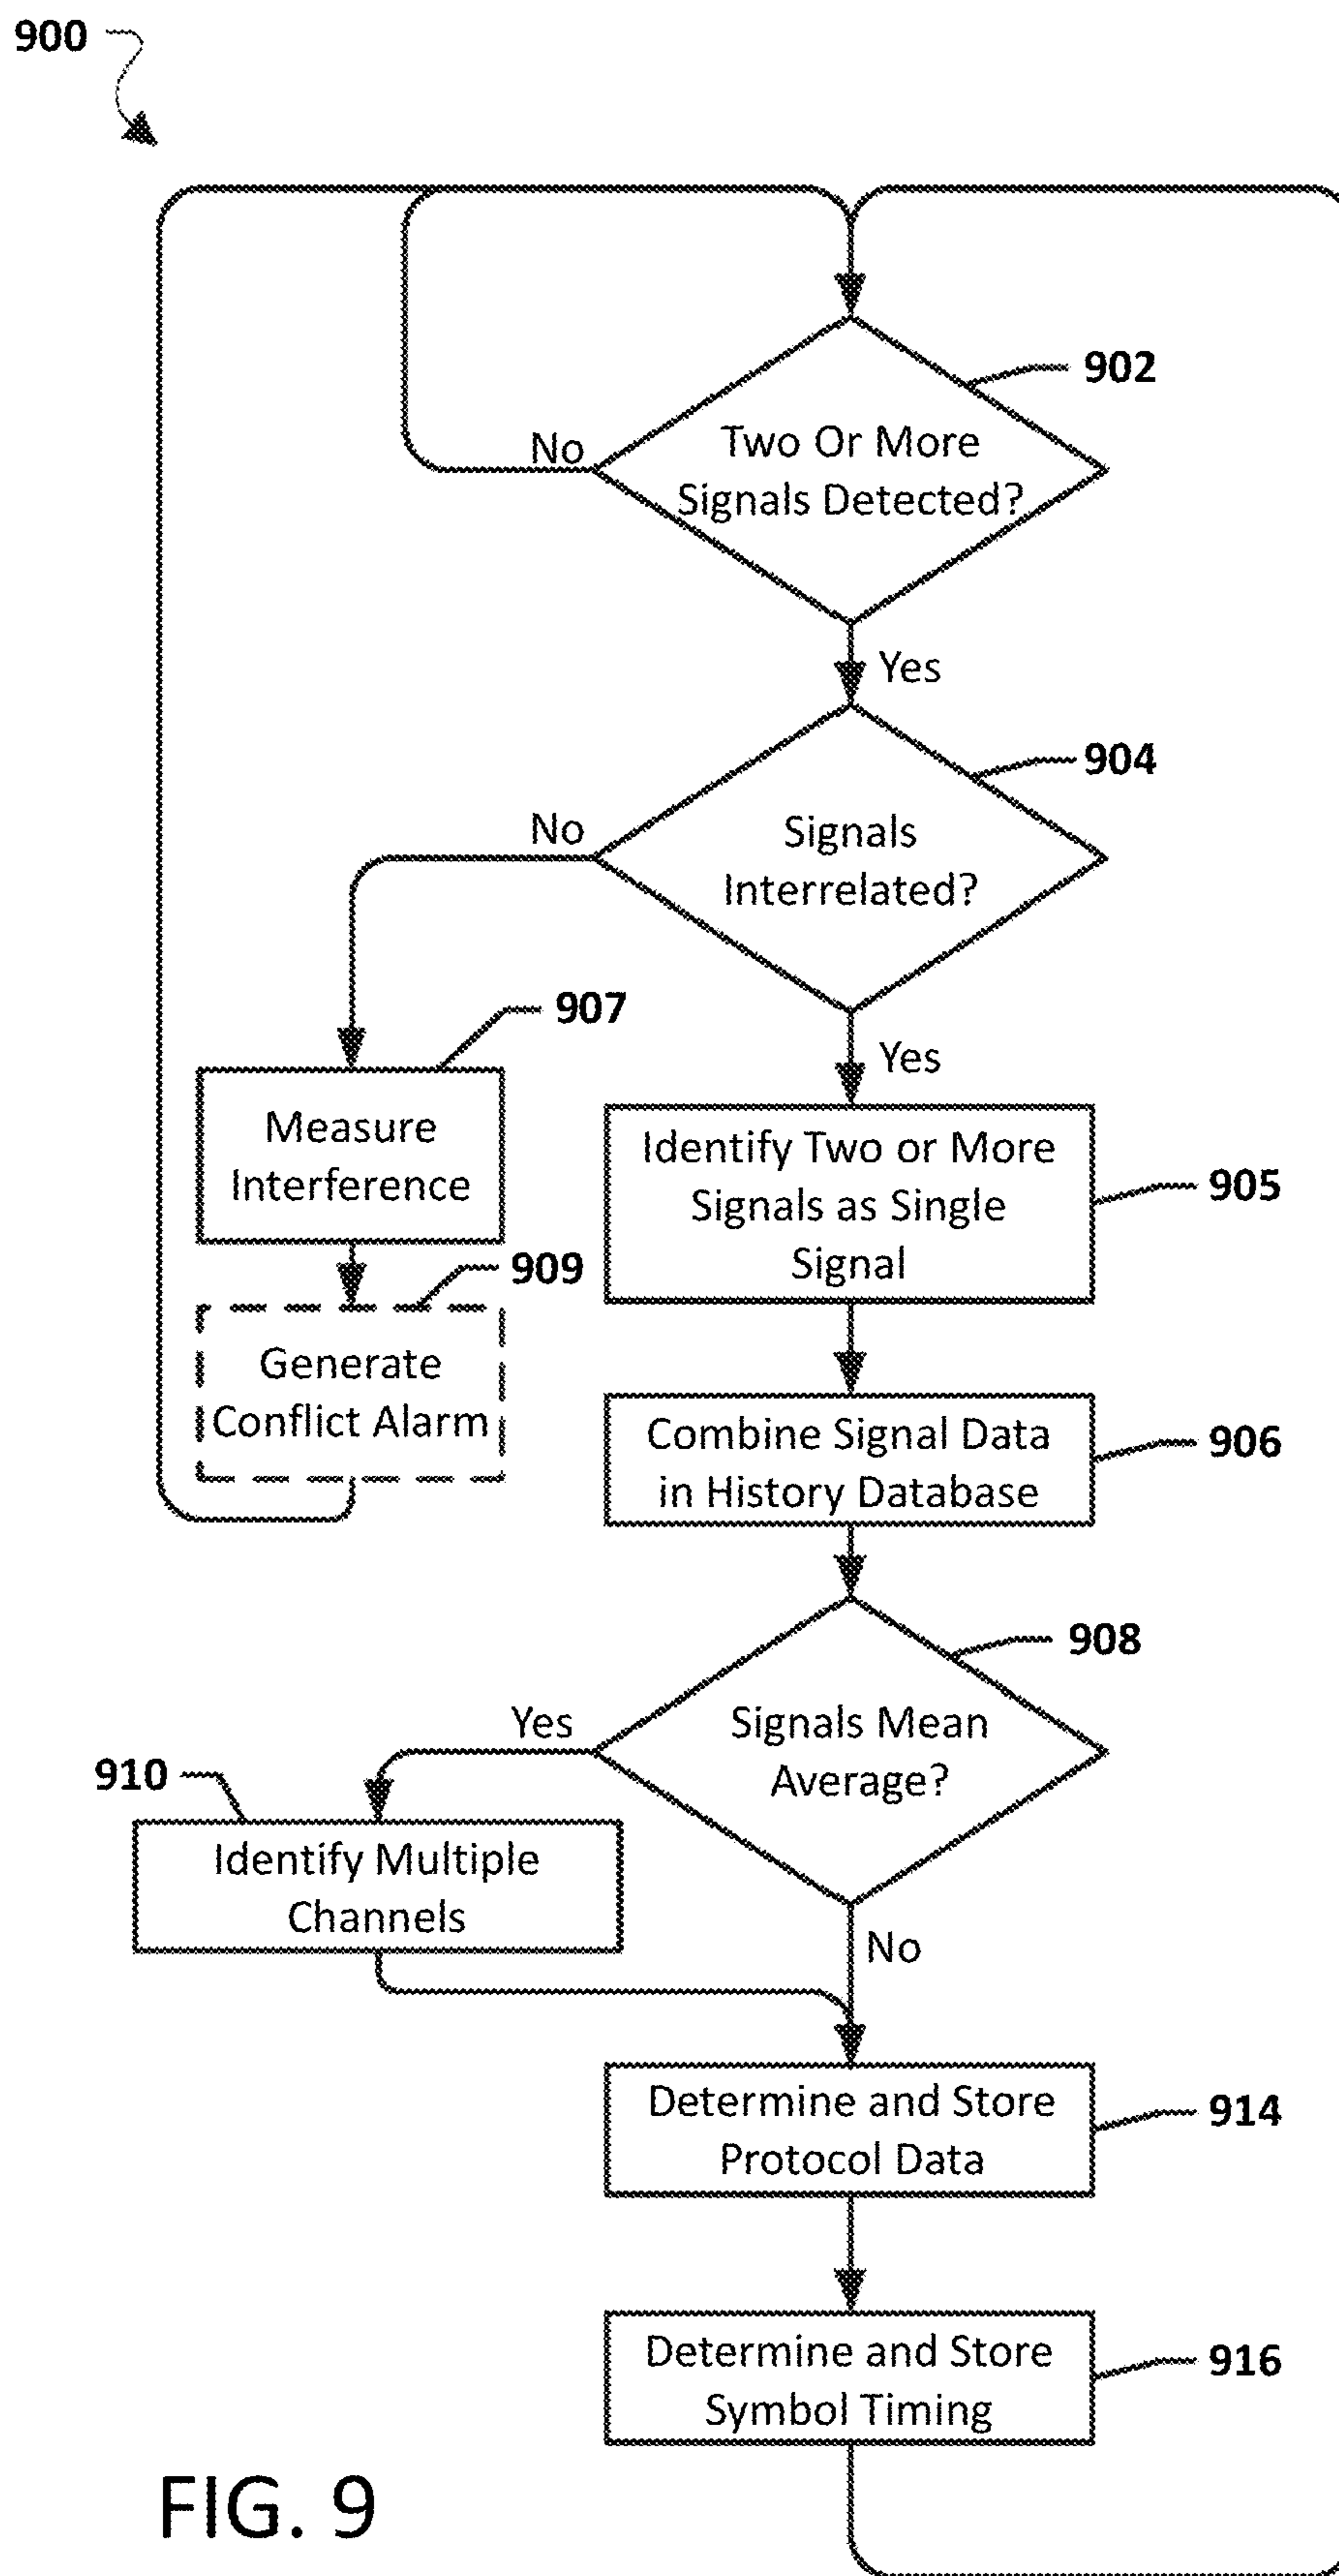 900
902
Two Or More
Signals Detected?
No
Yes
904
Signals
Interrelated?
No
Yes
907
Measure
Interference
909
Generate
Conflict Alarm
Identify Two or More
Signals as Single
Signal
905
Combine Signal Data
in History Database
906
908
Signals Mean
Average?
Yes
910
Identify Multiple
Channels
No
Determine and Store
Protocol Data
914
Determine and Store
Symbol Timing
916
FIG. 9